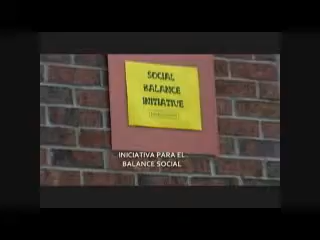 SOCIAL
BALANCE
INITIATIVE
INICIATIVA PARA EL
BALANCE SOCIAL